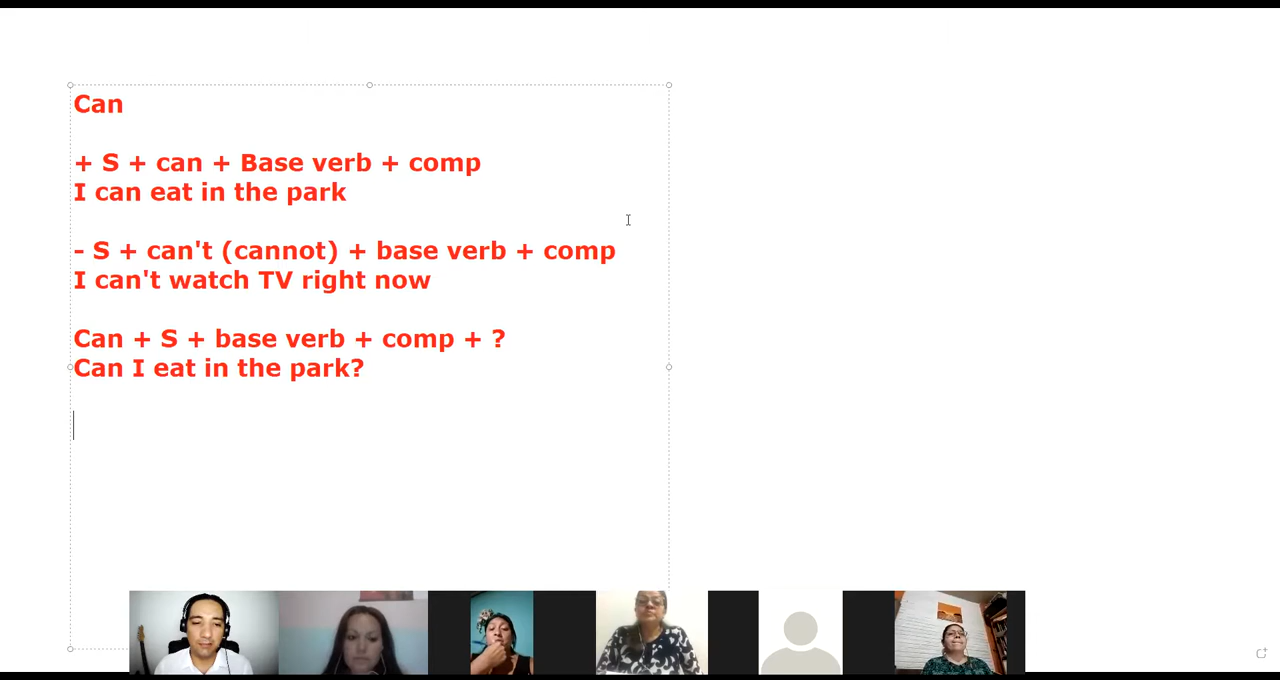 Can
+ S + can + Base verb + comp
I can eat in the park
- S + can't (cannot) + base verb + comp
I can't watch TV right now
Can + S + base verb + comp + ?
Can I eat in the park?